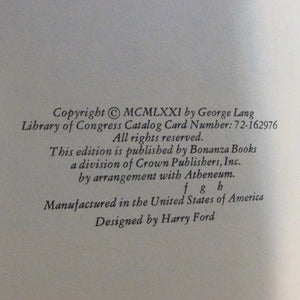 Copyright © MCMLXXI by George Lang
Library of Congress Catalog Card Number: 72-162976
All rights reserved.
This edition is published by Bonanza Books
a division of Crown Publishers, Inc.
by arrangement with Atheneum.
f g h
Manufactured in the United States of America
Designed by Harry Ford